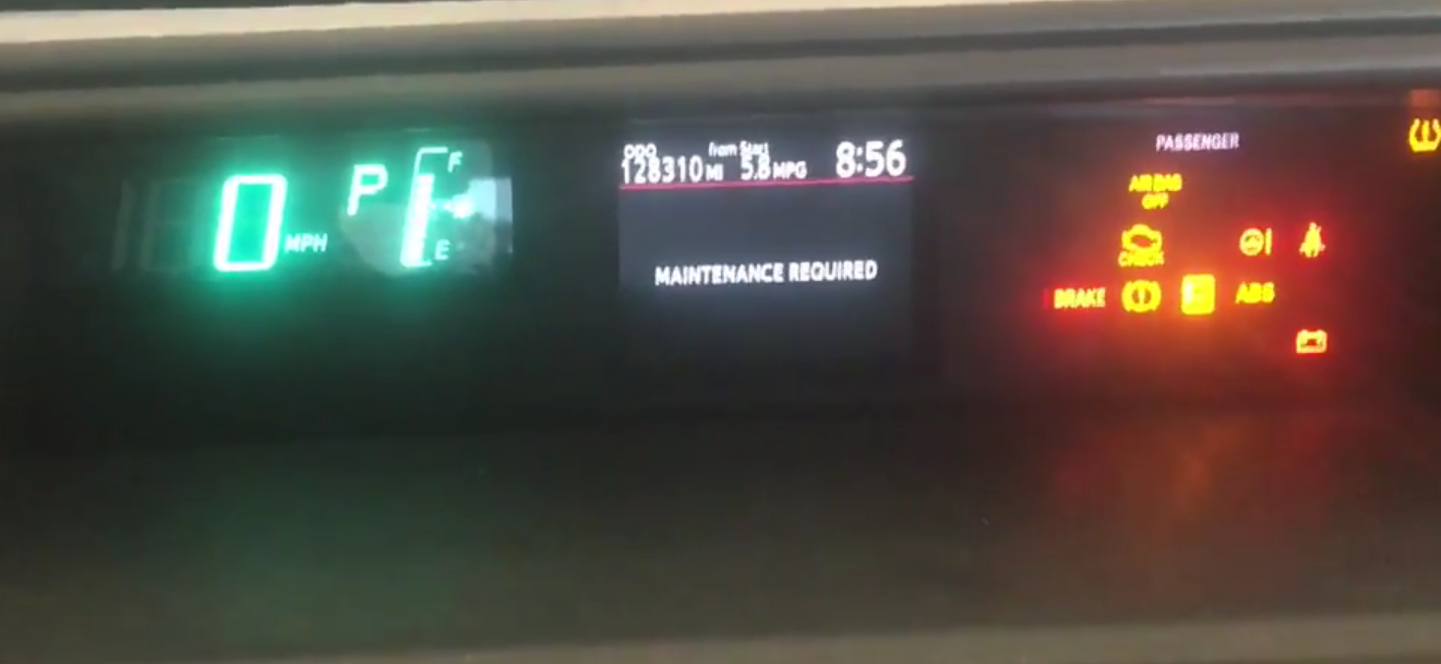 0 MPH P F
E
ODO from Start
128310 MI 5.8 MPG 8:56
MAINTENANCE REQUIRED
PASSENGER
AIR BAG
OFF
CHECK
BRAKE ABS